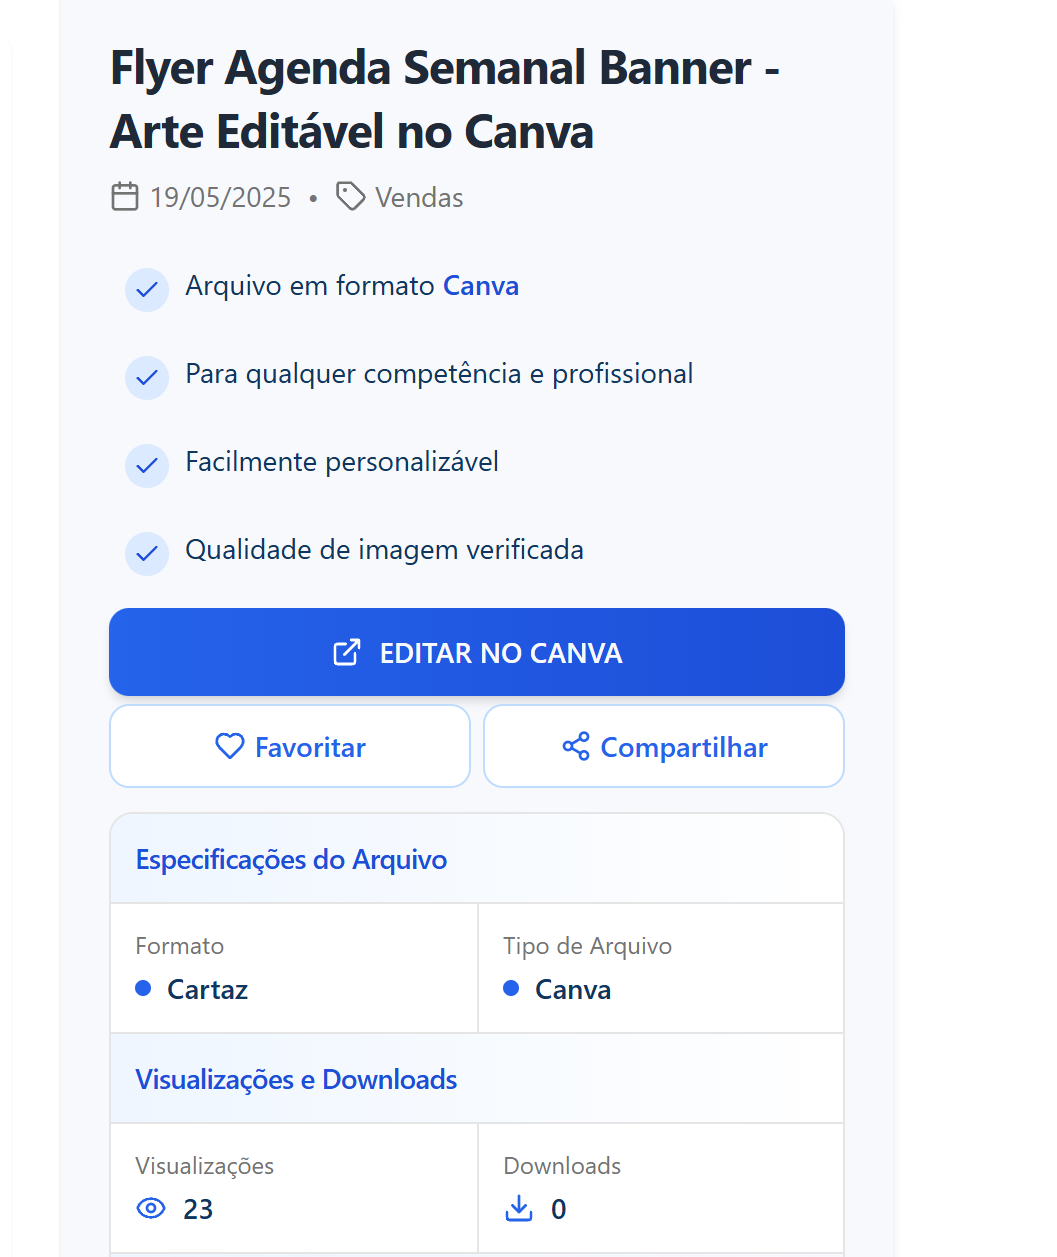 Flyer Agenda Semanal Banner -
Arte Editável no Canva
19/05/2025 • Vendas
Arquivo em formato Canva
Para qualquer competência e profissional
Facilmente personalizável
Qualidade de imagem verificada
EDITAR NO CANVA
Favoritar
Compartilhar
Especificações do Arquivo
Formato
Cartaz
Tipo de Arquivo
Canva
Visualizações e Downloads
Visualizações
23
Downloads
0